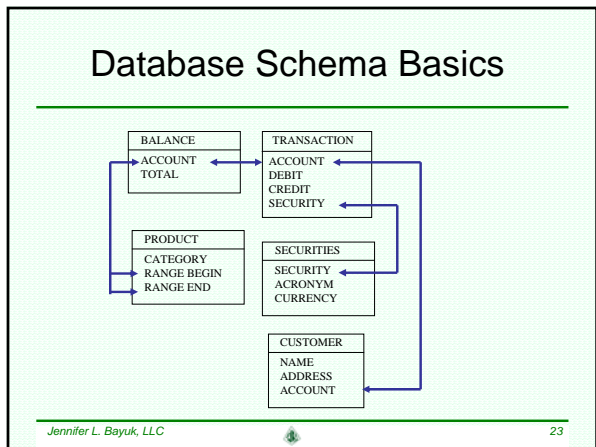 Database Schema Basics
BALANCE
ACCOUNT
TOTAL
TRANSACTION
ACCOUNT
DEBIT
CREDIT
SECURITY
PRODUCT
CATEGORY
RANGE BEGIN
RANGE END
SECURITIES
SECURITY
ACRONYM
CURRENCY
CUSTOMER
NAME
ADDRESS
ACCOUNT
Jennifer L. Bayuk, LLC
23